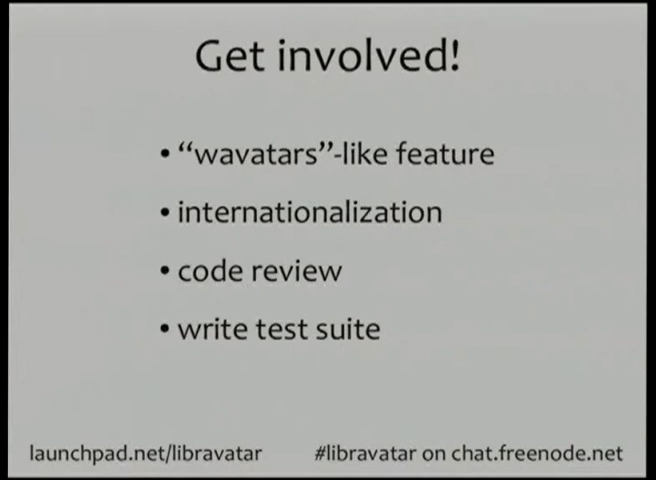 Get involved!
• “wavatars”-like feature
• internationalization
• code review
• write test suite
launchpad.net/libravatar
#libravatar on chat.freenode.net